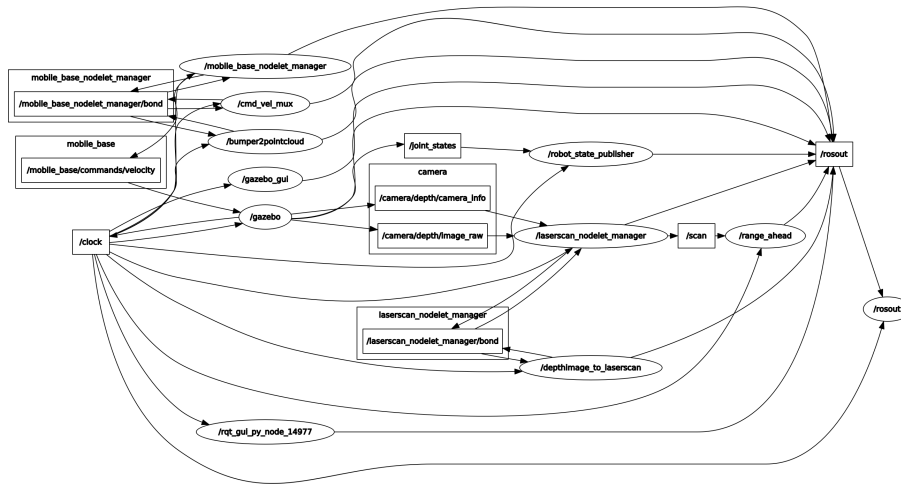 /mobile_base_nodelet_manager
mobile_base_nodelet_manager
/mobile_base_nodelet_manager/bond
/cmd_vel_mux
/bumper2pointcloud
mobile_base
/mobile_base/commands/velocity
/joint_states
/robot_state_publisher
/rosout
camera
/gazebo_gui
/camera/depth/camera_info
/gazebo
/camera/depth/image_raw
/laserscan_nodelet_manager
/scan
/range_ahead
/clock
/rosout
laserscan_nodelet_manager
/laserscan_nodelet_manager/bond
/depthimage_to_laserscan
/rqt_gui_py_node_14977